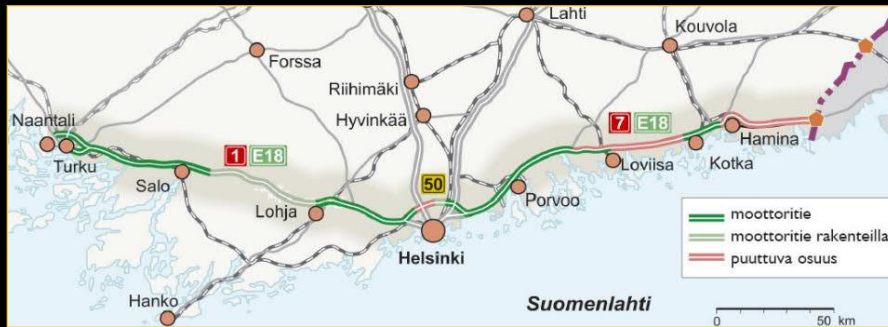 Lahti
Kouvola
Forssa
Riihimäki
Naantali
Hyvinkää
7 E18
Hamina
1 E18
Turku
50
Loviisa
Kotka
Salo
Porvoo
Lohja
moottoritie
moottoritie rakenteilla
Helsinki
puuttuva osuus
Hanko
Suomenlahti
0 50 km